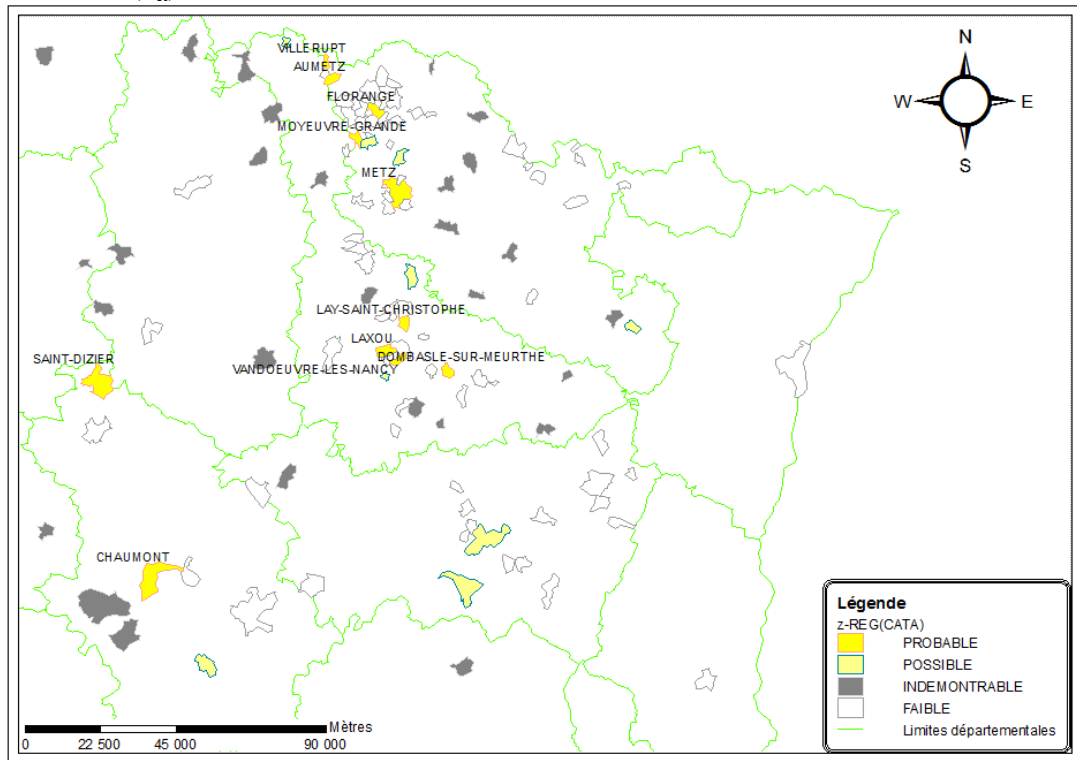 N
W E
S
VILLERUPT
AUMETZ
FLORANGE
MOYEUVRE-GRANDE
METZ
LAY-SAINT-CHRISTOPHE
LAXOU
DOMBASLE-SUR-MEURTHE
VANDOEUVRE-LES-NANCY
SAINT-DIZIER
CHAUMONT
Légende
z-REG(CATA)
PROBABLE
POSSIBLE
INDEMONTRABLE
FAIBLE
Limites départementales
Mètres
0 22 500 45 000 90 000